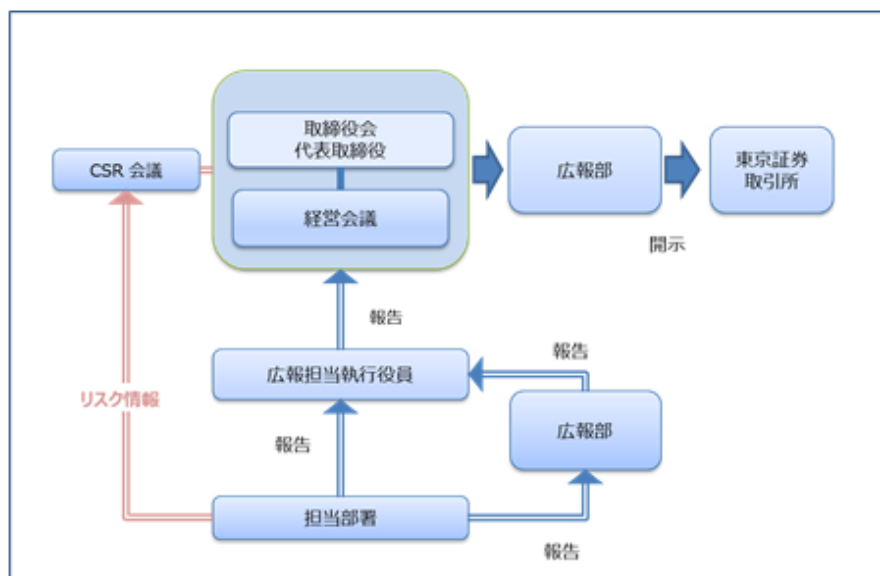 取締役会
代表取締役
CSR 会議
広報部
東京証券
取引所
経営会議
開示
報告
報告
広報担当執行役員
リスク情報
広報部
報告
担当部署
報告